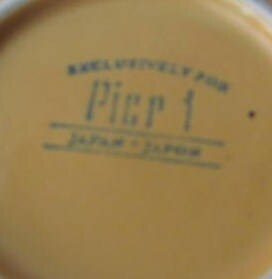 EXCLUSIVELY FOR
Pier 1
JAPAN - JAPON